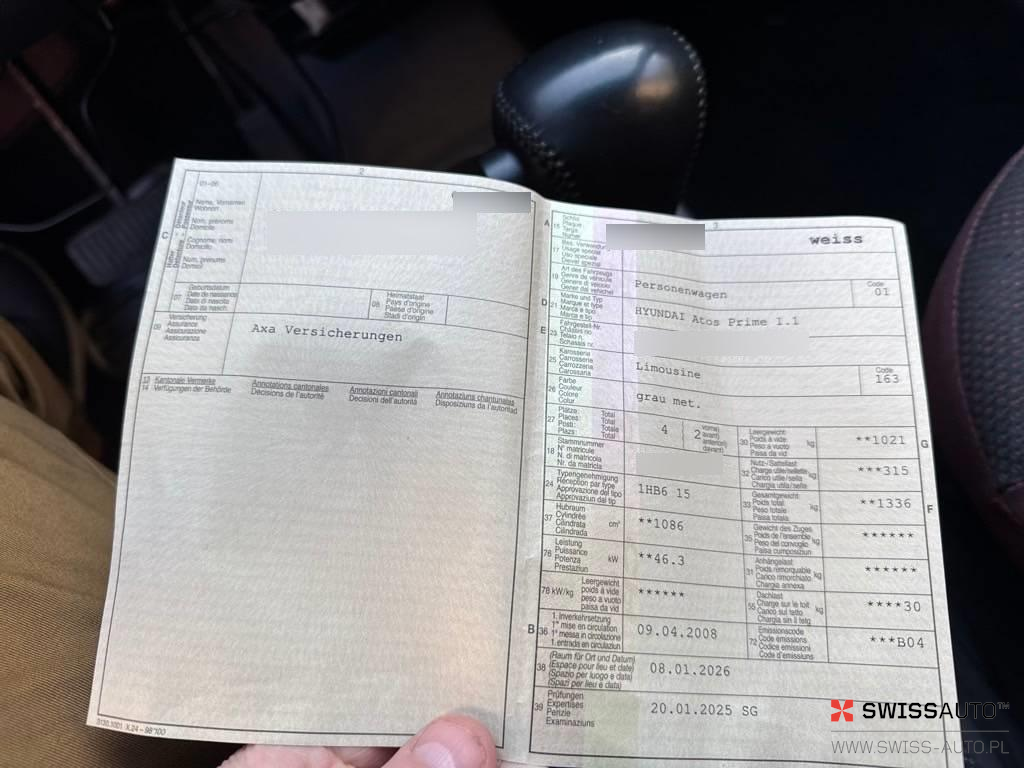 2
01-06
C
Name, Vornamen
Wohnort
Nom, prénoms
Domicile
Cognome, nomi
Domicilio
Num, prenums
Domicil
07
Geburtsdatum
Date de naissance
Data di nascita
Data da nasch.
08
Heimatstaat
Pays d'origine
Paese d'origine
Stadi d'origin
09
Versicherung
Assurance
Assicurazione
Assicuranza
Axa Versicherungen
13 Kantonale Vermerke
14 Verfügungen der Behörde
Annotations cantonales
Décisions de l'autorité
Annotazioni cantonali
Decisioni dell'autorità
Annotaziuns chantunalas
Disposiziuns da l'autoritad
3
A 15
Schild
Plaque
Targa
Numer
weiss
17
Bes. Verwendung
Usage spécial
Uso speciale
Diever spezial
19
Art des Fahrzeugs
Genre de véhicule
Genere di veicolo
Gener dal vehichel
Personenwagen
Code
01
D 21
Marke und Typ
Marque et type
Marca e tipo
Marca e tip
HYUNDAI Atos Prime 1.1
E 23
Fahrgestell-Nr.
Châssis no
Telaio n.
Schassis nr.
25
Karosserie
Carrosserie
Carrozzeria
Carossaria
Limousine
Code
163
26
Farbe
Couleur
Colore
Colur
grau met.
27
Plätze: Total
Places: Total
Posti: Totale
Plazs: Total
4
2
vorne)
avant)
anteriori)
davant)
30
Leergewicht
Poids à vide
Peso a vuoto
Paisa da vid
kg
**1021
G
18
Stammnummer
N° matricule
N. di matricola
Nr. da matricla
32
Nutz-/Sattellast
Charge utile/sellette
Carico utile/sella
Chargia utila/sella
kg
***315
24
Typengenehmigung
Réception par type
Approvazione del tipo
Approvaziun dal tip
1HB6 15
33
Gesamtgewicht
Poids total
Peso totale
Paisa totala
kg
**1336
F
37
Hubraum
Cylindrée
Cilindrata
Cilindrada
cm³
**1086
35
Gewicht des Zuges
Poids de l'ensemble
Peso del convoglio
Paisa cumposiziun
kg
******
76
Leistung
Puissance
Potenza
Prestaziun
kW
**46.3
31
Anhängelast
Poids remorquable
Carico rimorchiato
Chargia annexa
kg
******
78 kW/kg
Leergewicht
poids à vide
peso a vuoto
paisa da vid
******
55
Dachlast
Charge sur le toit
Carico sul tetto
Chargia sin il tetg
kg
****30
B 36
1. Inverkehrsetzung
1re mise en circulation
1a messa in circolazione
1. entrada en circulaziun
09.04.2008
72
Emissionscode
Code émissions
Codice emissioni
Code d'emissiuns
***B04
38
(Raum für Ort und Datum)
(Espace pour lieu et date)
(Spazio per luogo e data)
(Spazi per lieu e data)
08.01.2026
39
Prüfungen
Expertises
Perizie
Examinaziuns
20.01.2025 SG
SWISSAUTO™
WWW.SWISS-AUTO.PL